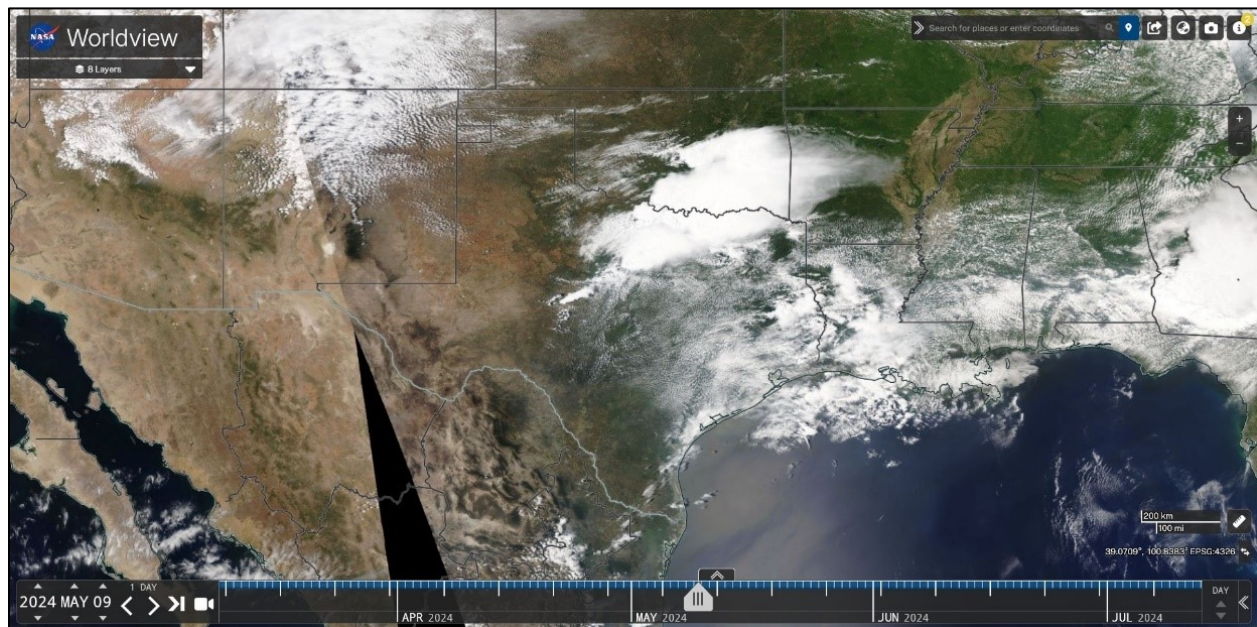 NASA Worldview
8 Layers
Search for places or enter coordinates
2
+
−
200 km
100 mi
39.0709°, 100.8383° EPSG:4326
1 DAY
2024 MAY 09
APR 2024
MAY 2024
JUN 2024
JUL 2024
DAY